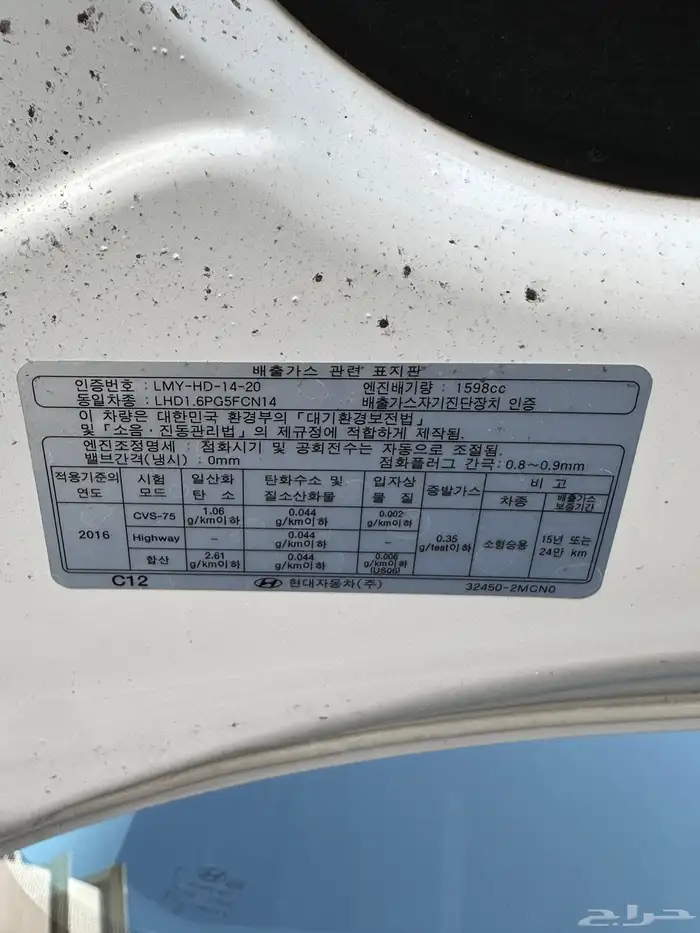 배출가스 관련 표지판
인증번호 : LMY-HD-14-20 엔진배기량 : 1598cc
동일차종 : LHD1.6PG5FCN14 배출가스자기진단장치 인증
이 차량은 대한민국 환경부의 「대기환경보전법」
및 「소음·진동관리법」의 제규정에 적합하게 제작됨.
엔진조정명세 : 점화시기 및 공회전수는 자동으로 조절됨.
밸브간격(냉시) : 0mm 점화플러그 간극: 0.8~0.9mm
적용기준의 연도 시험 모드 일산화 탄소 탄화수소 및 질소산화물 입자상 물질 증발가스 비고
차종 배출가스 보증기간
2016 CVS-75 1.06 g/km이하 0.044 g/km이하 0.002 g/km이하 0.35 g/test이하 소형승용 15년 또는 24만 km
Highway - 0.044 g/km이하 -
합산 2.61 g/km이하 0.044 g/km이하 0.006 g/km이하 (US06)
C12 현대자동차(주) 32450-2MCN0
حراج